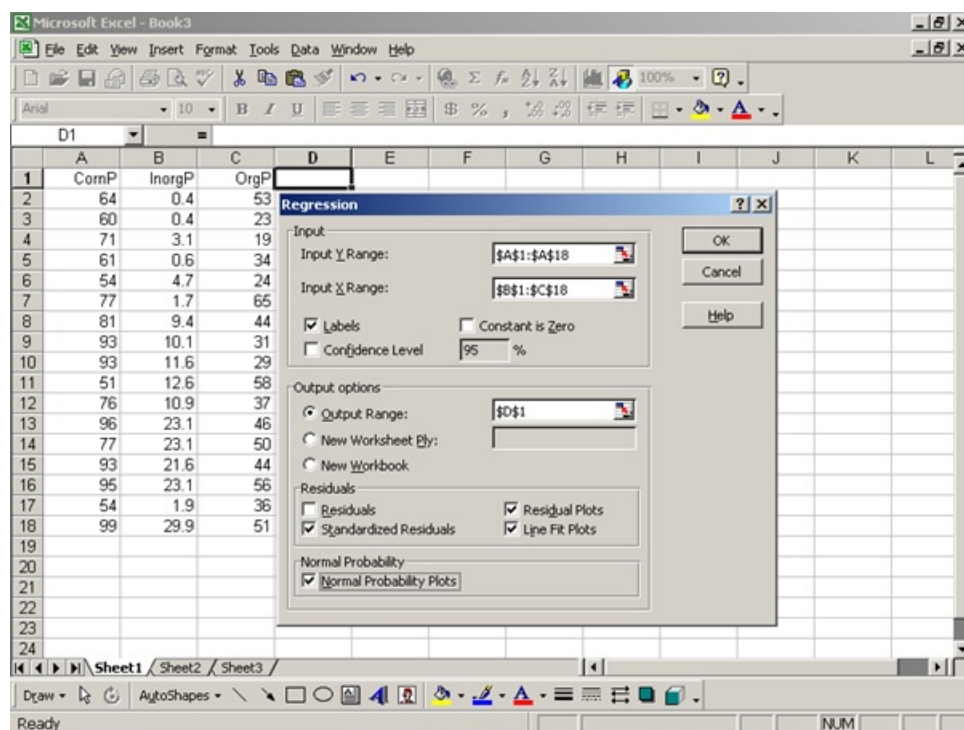 Microsoft Excel - Book3
File Edit View Insert Format Tools Data Window Help
100%
Arial 10 B I U $ % ,
D1 =
A B C D E F G H I J K L
1 CornP InorgP OrgP
2 64 0.4 53
3 60 0.4 23
4 71 3.1 19
5 61 0.6 34
6 54 4.7 24
7 77 1.7 65
8 81 9.4 44
9 93 10.1 31
10 93 11.6 29
11 51 12.6 58
12 76 10.9 37
13 96 23.1 46
14 77 23.1 50
15 93 21.6 44
16 95 23.1 56
17 54 1.9 36
18 99 29.9 51
19
20
21
22
23
24
Regression
Input
Input Y Range: $A$1:$A$18
Input X Range: $B$1:$C$18
Labels Constant is Zero
Confidence Level 95 %
OK
Cancel
Help
Output options
Output Range: $D$1
New Worksheet Ply:
New Workbook
Residuals
Residuals Residual Plots
Standardized Residuals Line Fit Plots
Normal Probability
Normal Probability Plots
Sheet1 Sheet2 Sheet3
Draw AutoShapes
Ready NUM